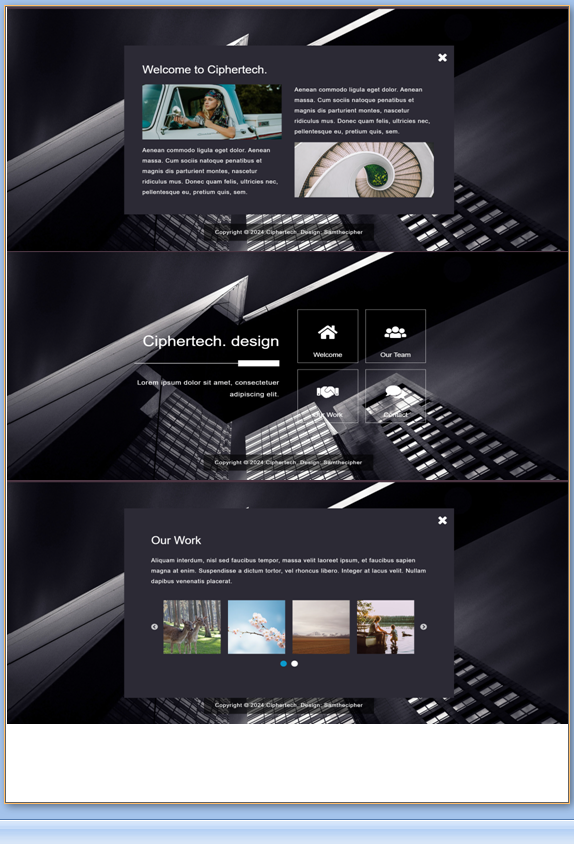 Welcome to Ciphertech.
Aenean commodo ligula eget dolor. Aenean
massa. Cum sociis natoque penatibus et
magnis dis parturient montes, nascetur
ridiculus mus. Donec quam felis, ultricies nec,
pellentesque eu, pretium quis, sem.
Aenean commodo ligula eget dolor. Aenean
massa. Cum sociis natoque penatibus et
magnis dis parturient montes, nascetur
ridiculus mus. Donec quam felis, ultricies nec,
pellentesque eu, pretium quis, sem.
Copyright © 2024 Ciphertech. Design: Samthecipher
Ciphertech. design
Lorem ipsum dolor sit amet, consectetuer
adipiscing elit.
Welcome
Our Team
Our Work
Contact
Copyright © 2024 Ciphertech. Design: Samthecipher
Our Work
Aliquam interdum, nisl sed faucibus tempor, massa velit laoreet ipsum, et faucibus sapien
magna at enim. Suspendisse a dictum tortor, vel rhoncus libero. Integer at lacus velit. Nullam
dapibus venenatis placerat.
Copyright © 2024 Ciphertech. Design: Samthecipher